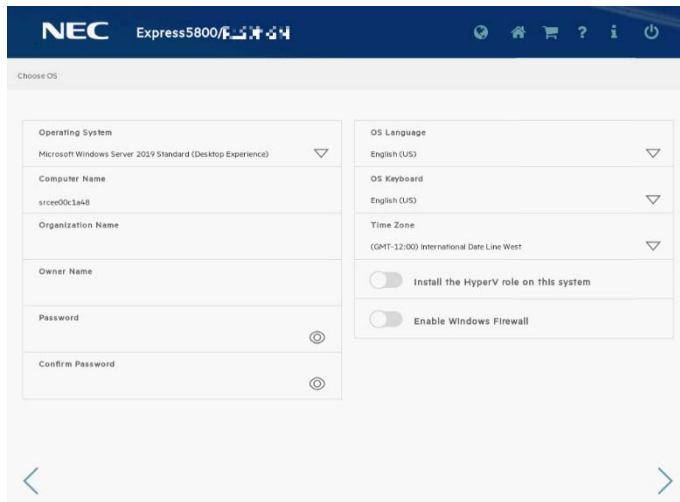 NEC Express5800/
Choose OS
Operating System
Microsoft Windows Server 2019 Standard (Desktop Experience)
Computer Name
srcee00c1a48
Organization Name
Owner Name
Password
Confirm Password
OS Language
English (US)
OS Keyboard
English (US)
Time Zone
(GMT-12:00) International Date Line West
Install the HyperV role on this system
Enable Windows Firewall